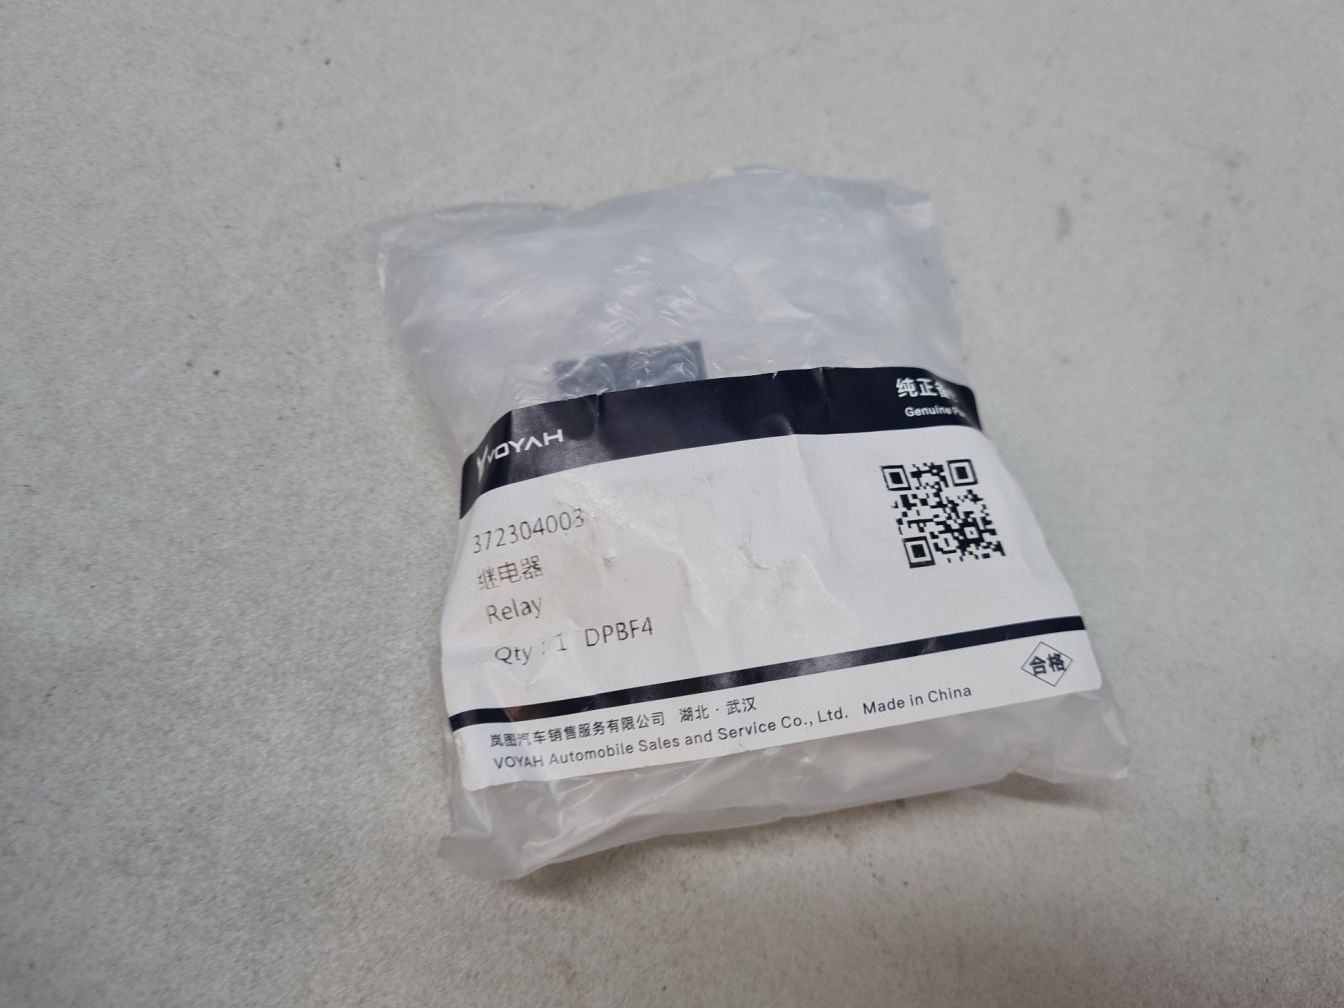 VOYAH
纯正
Genuine
372304003
继电器
Relay
Qty : 1 DPBF4
合格
岚图汽车销售服务有限公司 湖北·武汉
VOYAH Automobile Sales and Service Co., Ltd. Made in China